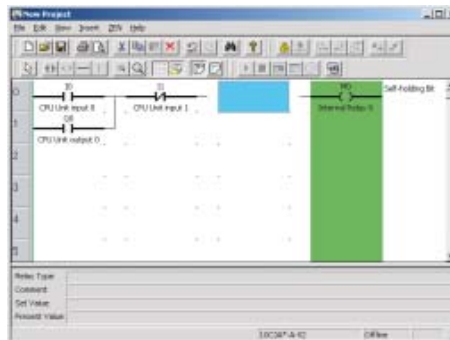 New Project
File Edit View Insert ZEN Help
0
I0 I1 M0 Self-holding Bit
CPU Unit input 0 CPU Unit input 1 Internal Relay 0
1
Q0
CPU Unit output 0
2
3
4
5
Relay Type
Comment
Set Value
Present Value
Offline